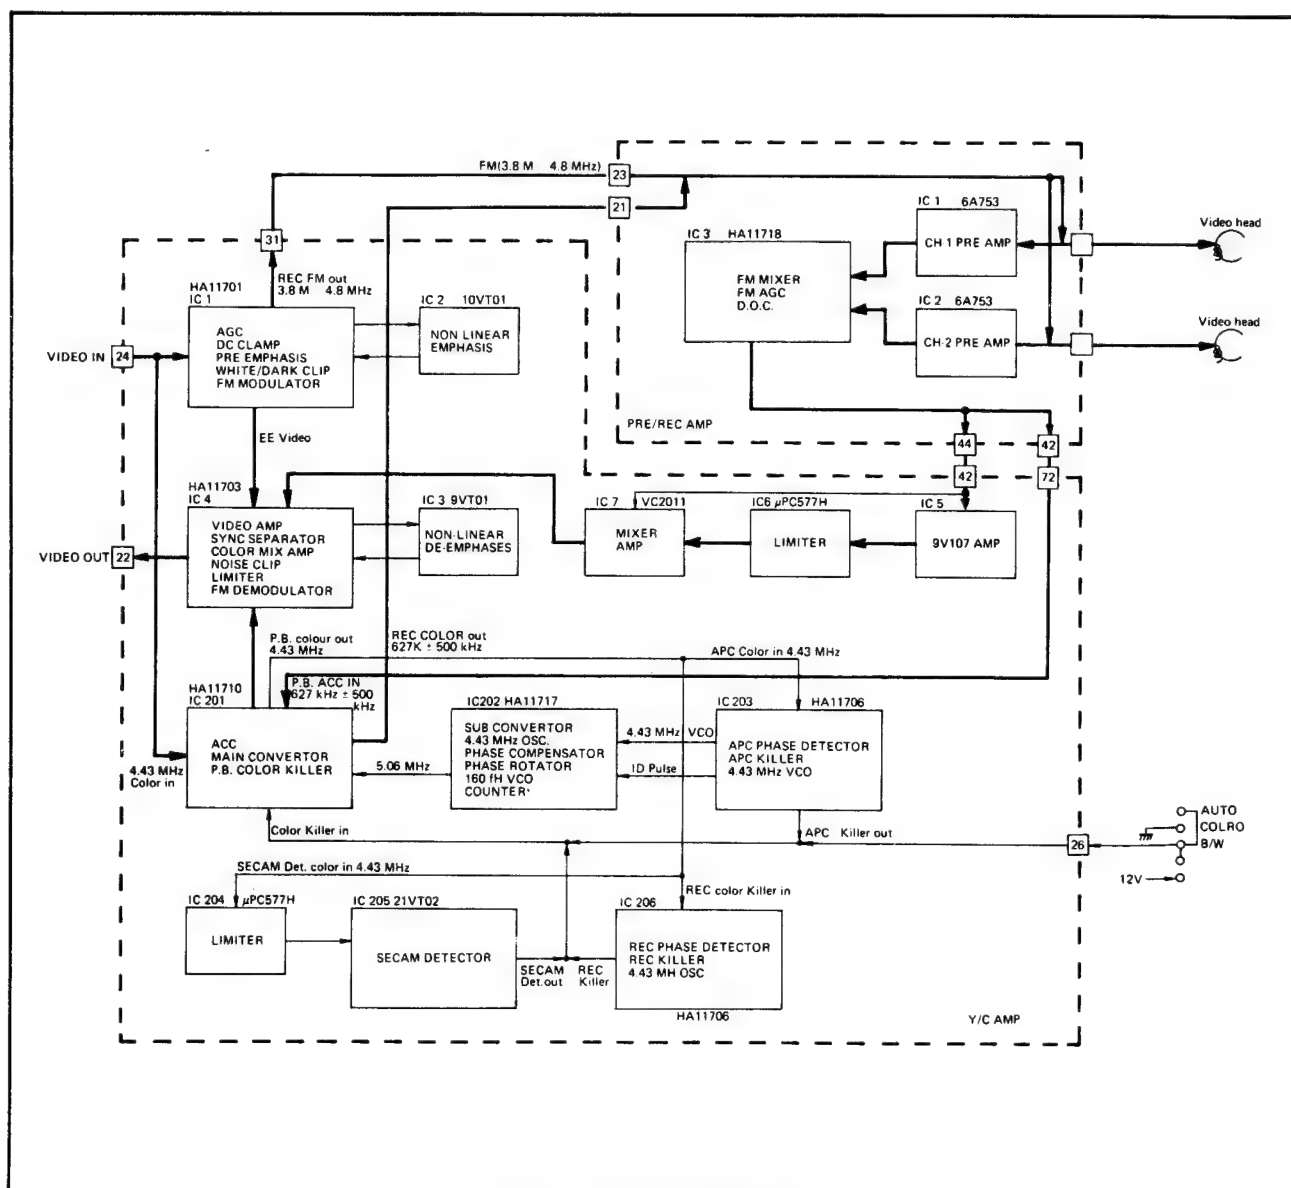 FM(3.8 M 4.8 MHz)
23
21
31
REC FM out
3.8 M 4.8 MHz
IC 1 6A753
CH-1 PRE AMP
Video head
IC 3 HA11718
FM MIXER
FM AGC
D.O.C.
IC 2 6A753
CH-2 PRE AMP
Video head
PRE/REC AMP
44
42
42
72
VIDEO IN
24
HA11701
IC 1
AGC
DC CLAMP
PRE EMPHASIS
WHITE/DARK CLIP
FM MODULATOR
IC 2 10VT01
NON LINEAR
EMPHASIS
EE Video
HA11703
IC 4
VIDEO AMP
SYNC SEPARATOR
COLOR MIX AMP
NOISE CLIP
LIMITER
FM DEMODULATOR
VIDEO OUT
22
IC 3 9VT01
NON-LINEAR
DE-EMPHASES
IC 7 VC2011
MIXER
AMP
IC6 µPC577H
LIMITER
IC 5
9V107 AMP
P.B. colour out
4.43 MHz
REC COLOR out
627K ± 500 kHz
APC Color in 4.43 MHz
P.B. ACC IN
627 kHz ± 500
kHz
HA11710
IC 201
ACC
MAIN CONVERTOR
P.B. COLOR KILLER
4.43 MHz
Color in
5.06 MHz
IC202 HA11717
SUB CONVERTOR
4.43 MHz OSC.
PHASE COMPENSATOR
PHASE ROTATOR
160 fH VCO
COUNTER
4.43 MHz VCO
ID Pulse
IC 203 HA11706
APC PHASE DETECTOR
APC KILLER
4.43 MHz VCO
Color Killer in
APC Killer out
26
AUTO
COLRO
B/W
12V
SECAM Det. color in 4.43 MHz
REC color Killer in
IC 204 µPC577H
LIMITER
IC 205 21VT02
SECAM DETECTOR
SECAM
Det.out
REC
Killer
IC 206
REC PHASE DETECTOR
REC KILLER
4.43 MH OSC
HA11706
Y/C AMP